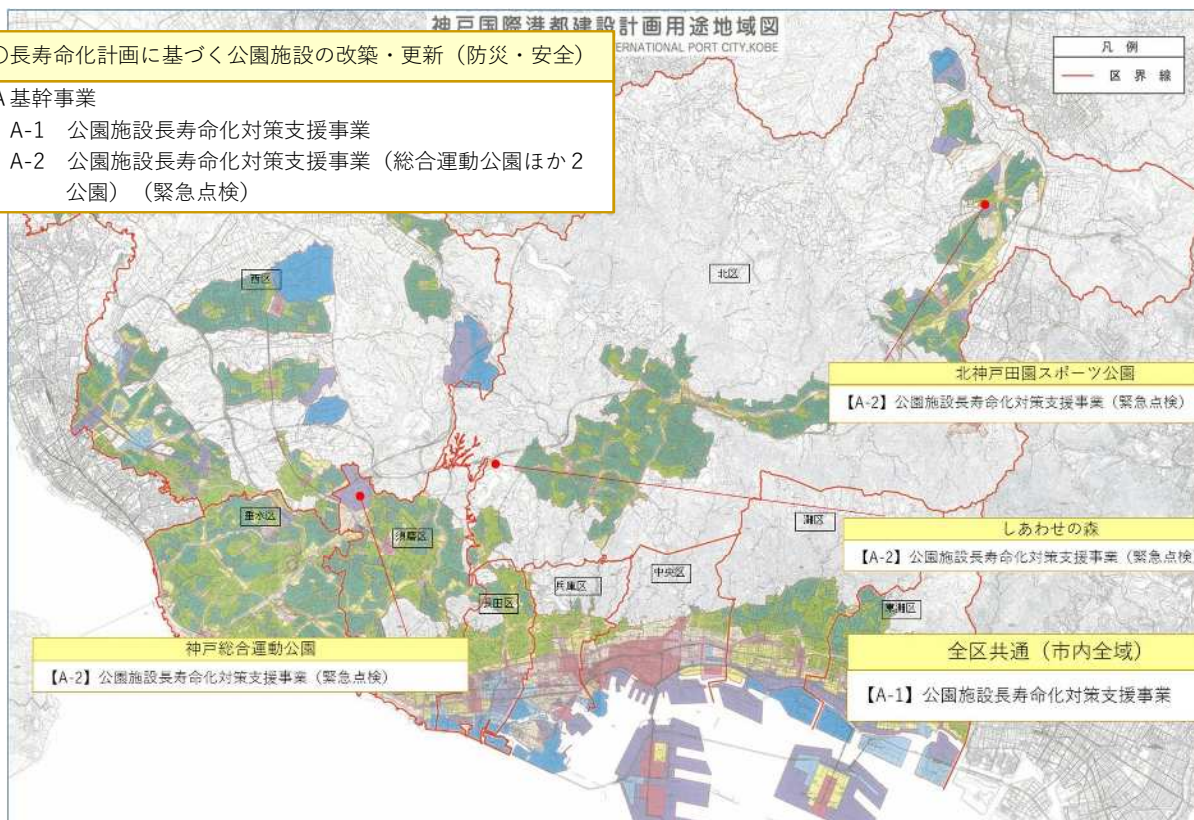 神戸国際港都建設計画用途地域図
ERNATIONAL PORT CITY,KOBE
○長寿命化計画に基づく公園施設の改築・更新（防災・安全）
A 基幹事業
A-1　公園施設長寿命化対策支援事業
A-2　公園施設長寿命化対策支援事業（総合運動公園ほか２
公園）（緊急点検）
凡 例
区 界 線
西区
北区
北神戸田園スポーツ公園
【A-2】公園施設長寿命化対策支援事業（緊急点検）
垂水区
須磨区
灘区
しあわせの森
【A-2】公園施設長寿命化対策支援事業（緊急点検
中央区
兵庫区
長田区
東灘区
神戸総合運動公園
【A-2】公園施設長寿命化対策支援事業（緊急点検）
全区共通（市内全域）
【A-1】公園施設長寿命化対策支援事業